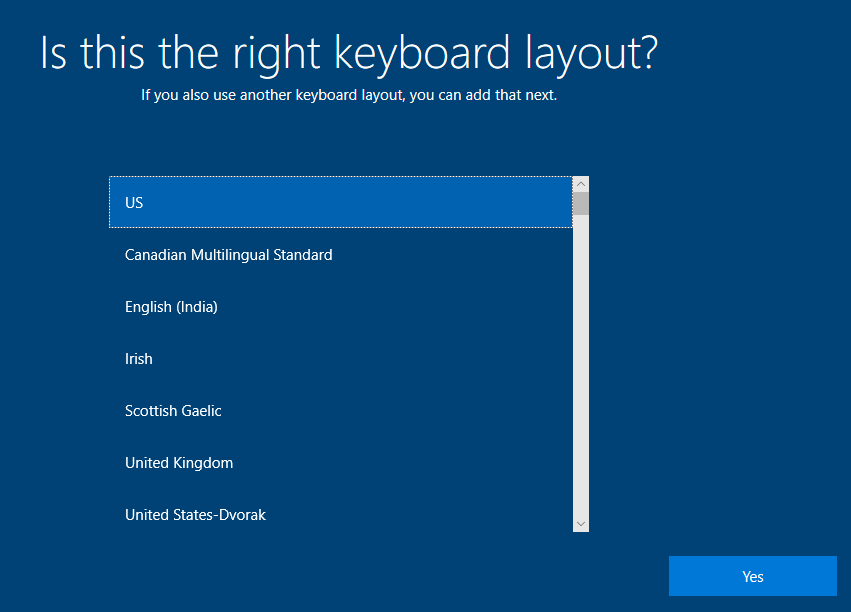 Is this the right keyboard layout?
If you also use another keyboard layout, you can add that next.
US
Canadian Multilingual Standard
English (India)
Irish
Scottish Gaelic
United Kingdom
United States-Dvorak
Yes